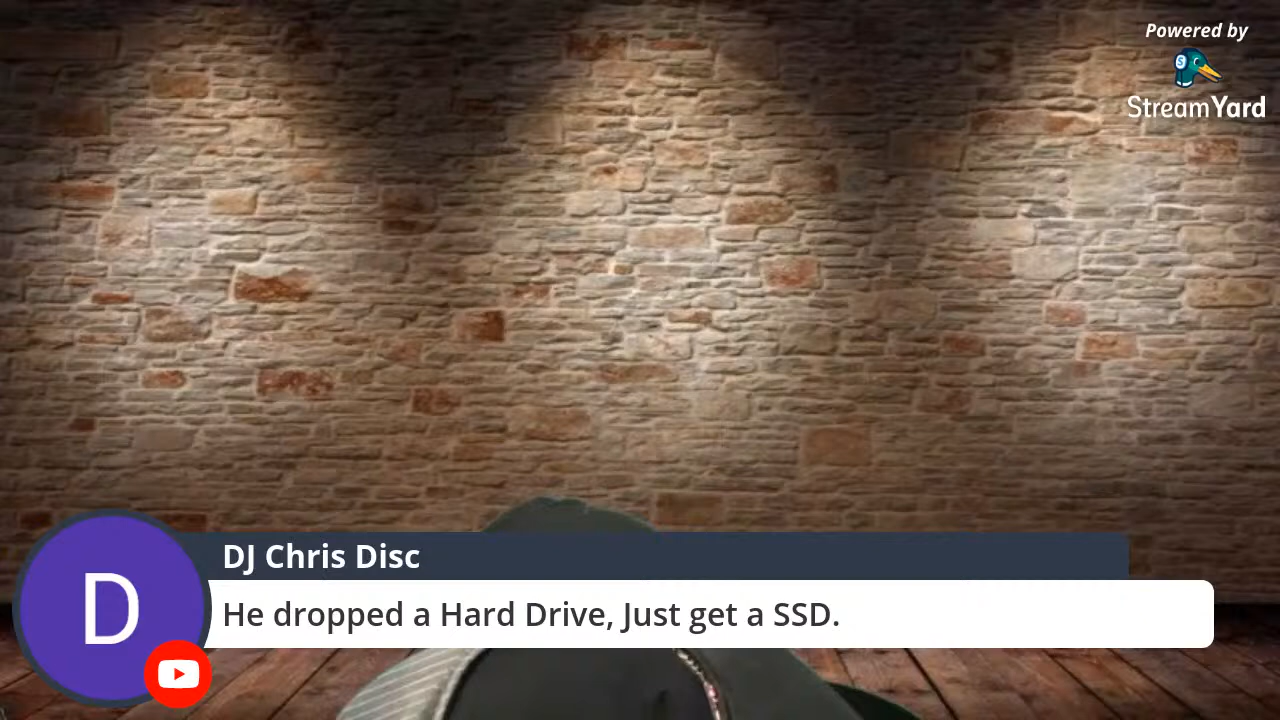 Powered by
StreamYard
DJ Chris Disc
He dropped a Hard Drive, Just get a SSD.
D